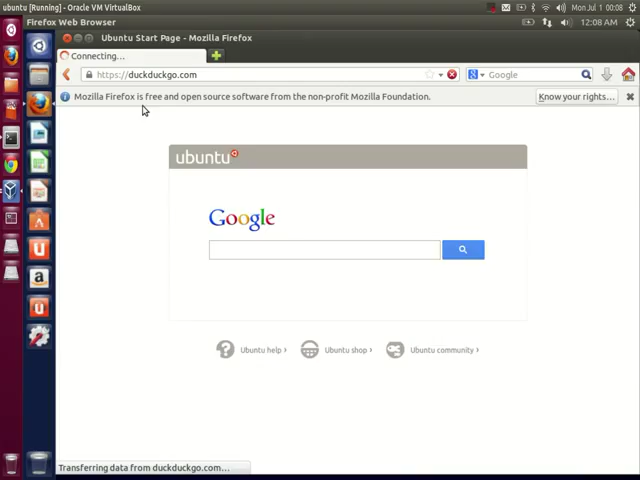 ubuntu [Running] - Oracle VM VirtualBox
Mon Jul 1 00:08
Firefox Web Browser
12:08 AM
Ubuntu Start Page - Mozilla Firefox
Connecting...
https://duckduckgo.com
Google
Mozilla Firefox is free and open source software from the non-profit Mozilla Foundation.
Know your rights...
ubuntu
Google
Ubuntu help ›
Ubuntu shop ›
Ubuntu community ›
Transferring data from duckduckgo.com...